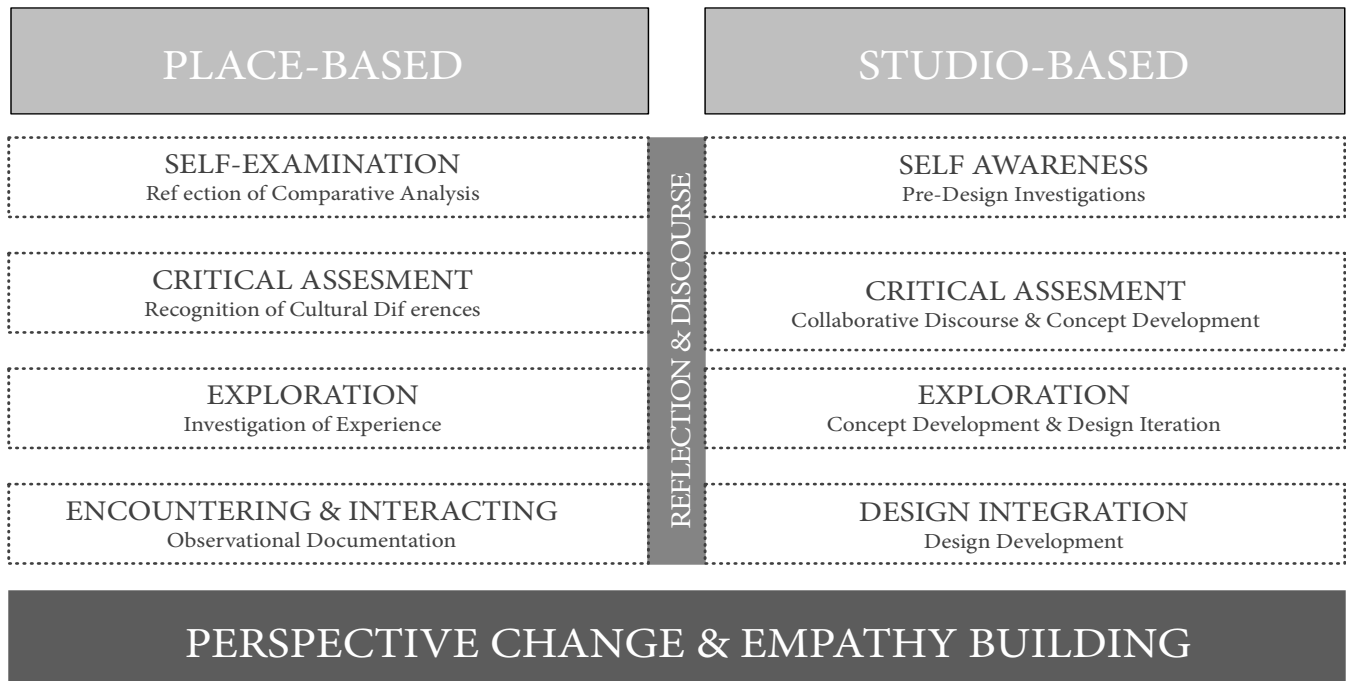 PLACE-BASED
STUDIO-BASED
SELF-EXAMINATION
Ref ection of Comparative Analysis
CRITICAL ASSESMENT
Recognition of Cultural Dif erences
EXPLORATION
Investigation of Experience
ENCOUNTERING & INTERACTING
Observational Documentation
REFLECTION & DISCOURSE
SELF AWARENESS
Pre-Design Investigations
CRITICAL ASSESMENT
Collaborative Discourse & Concept Development
EXPLORATION
Concept Development & Design Iteration
DESIGN INTEGRATION
Design Development
PERSPECTIVE CHANGE & EMPATHY BUILDING